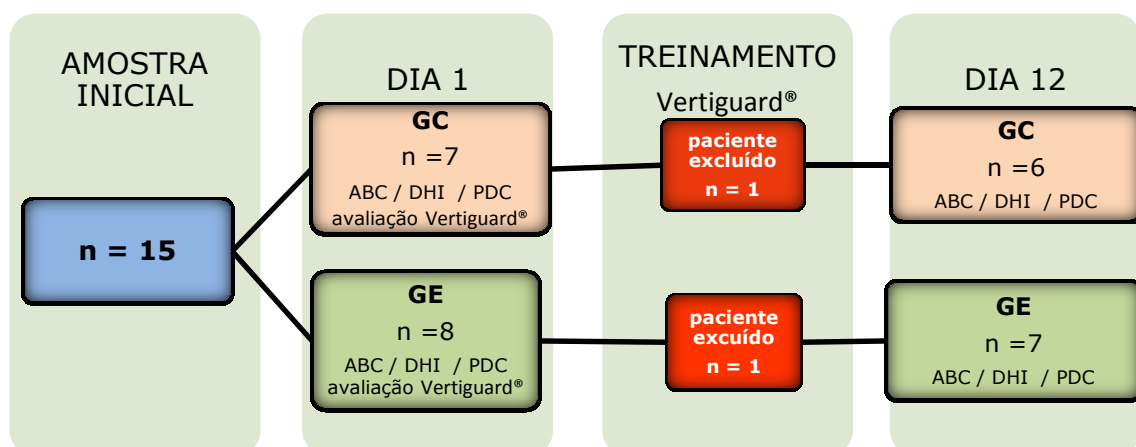 AMOSTRA
INICIAL
n = 15
DIA 1
GC
n =7
ABC / DHI / PDC
avaliação Vertiguard®
GE
n =8
ABC / DHI / PDC
avaliação Vertiguard®
TREINAMENTO
Vertiguard®
paciente
excluído
n = 1
paciente
excuído
n = 1
DIA 12
GC
n =6
ABC / DHI / PDC
GE
n =7
ABC / DHI / PDC